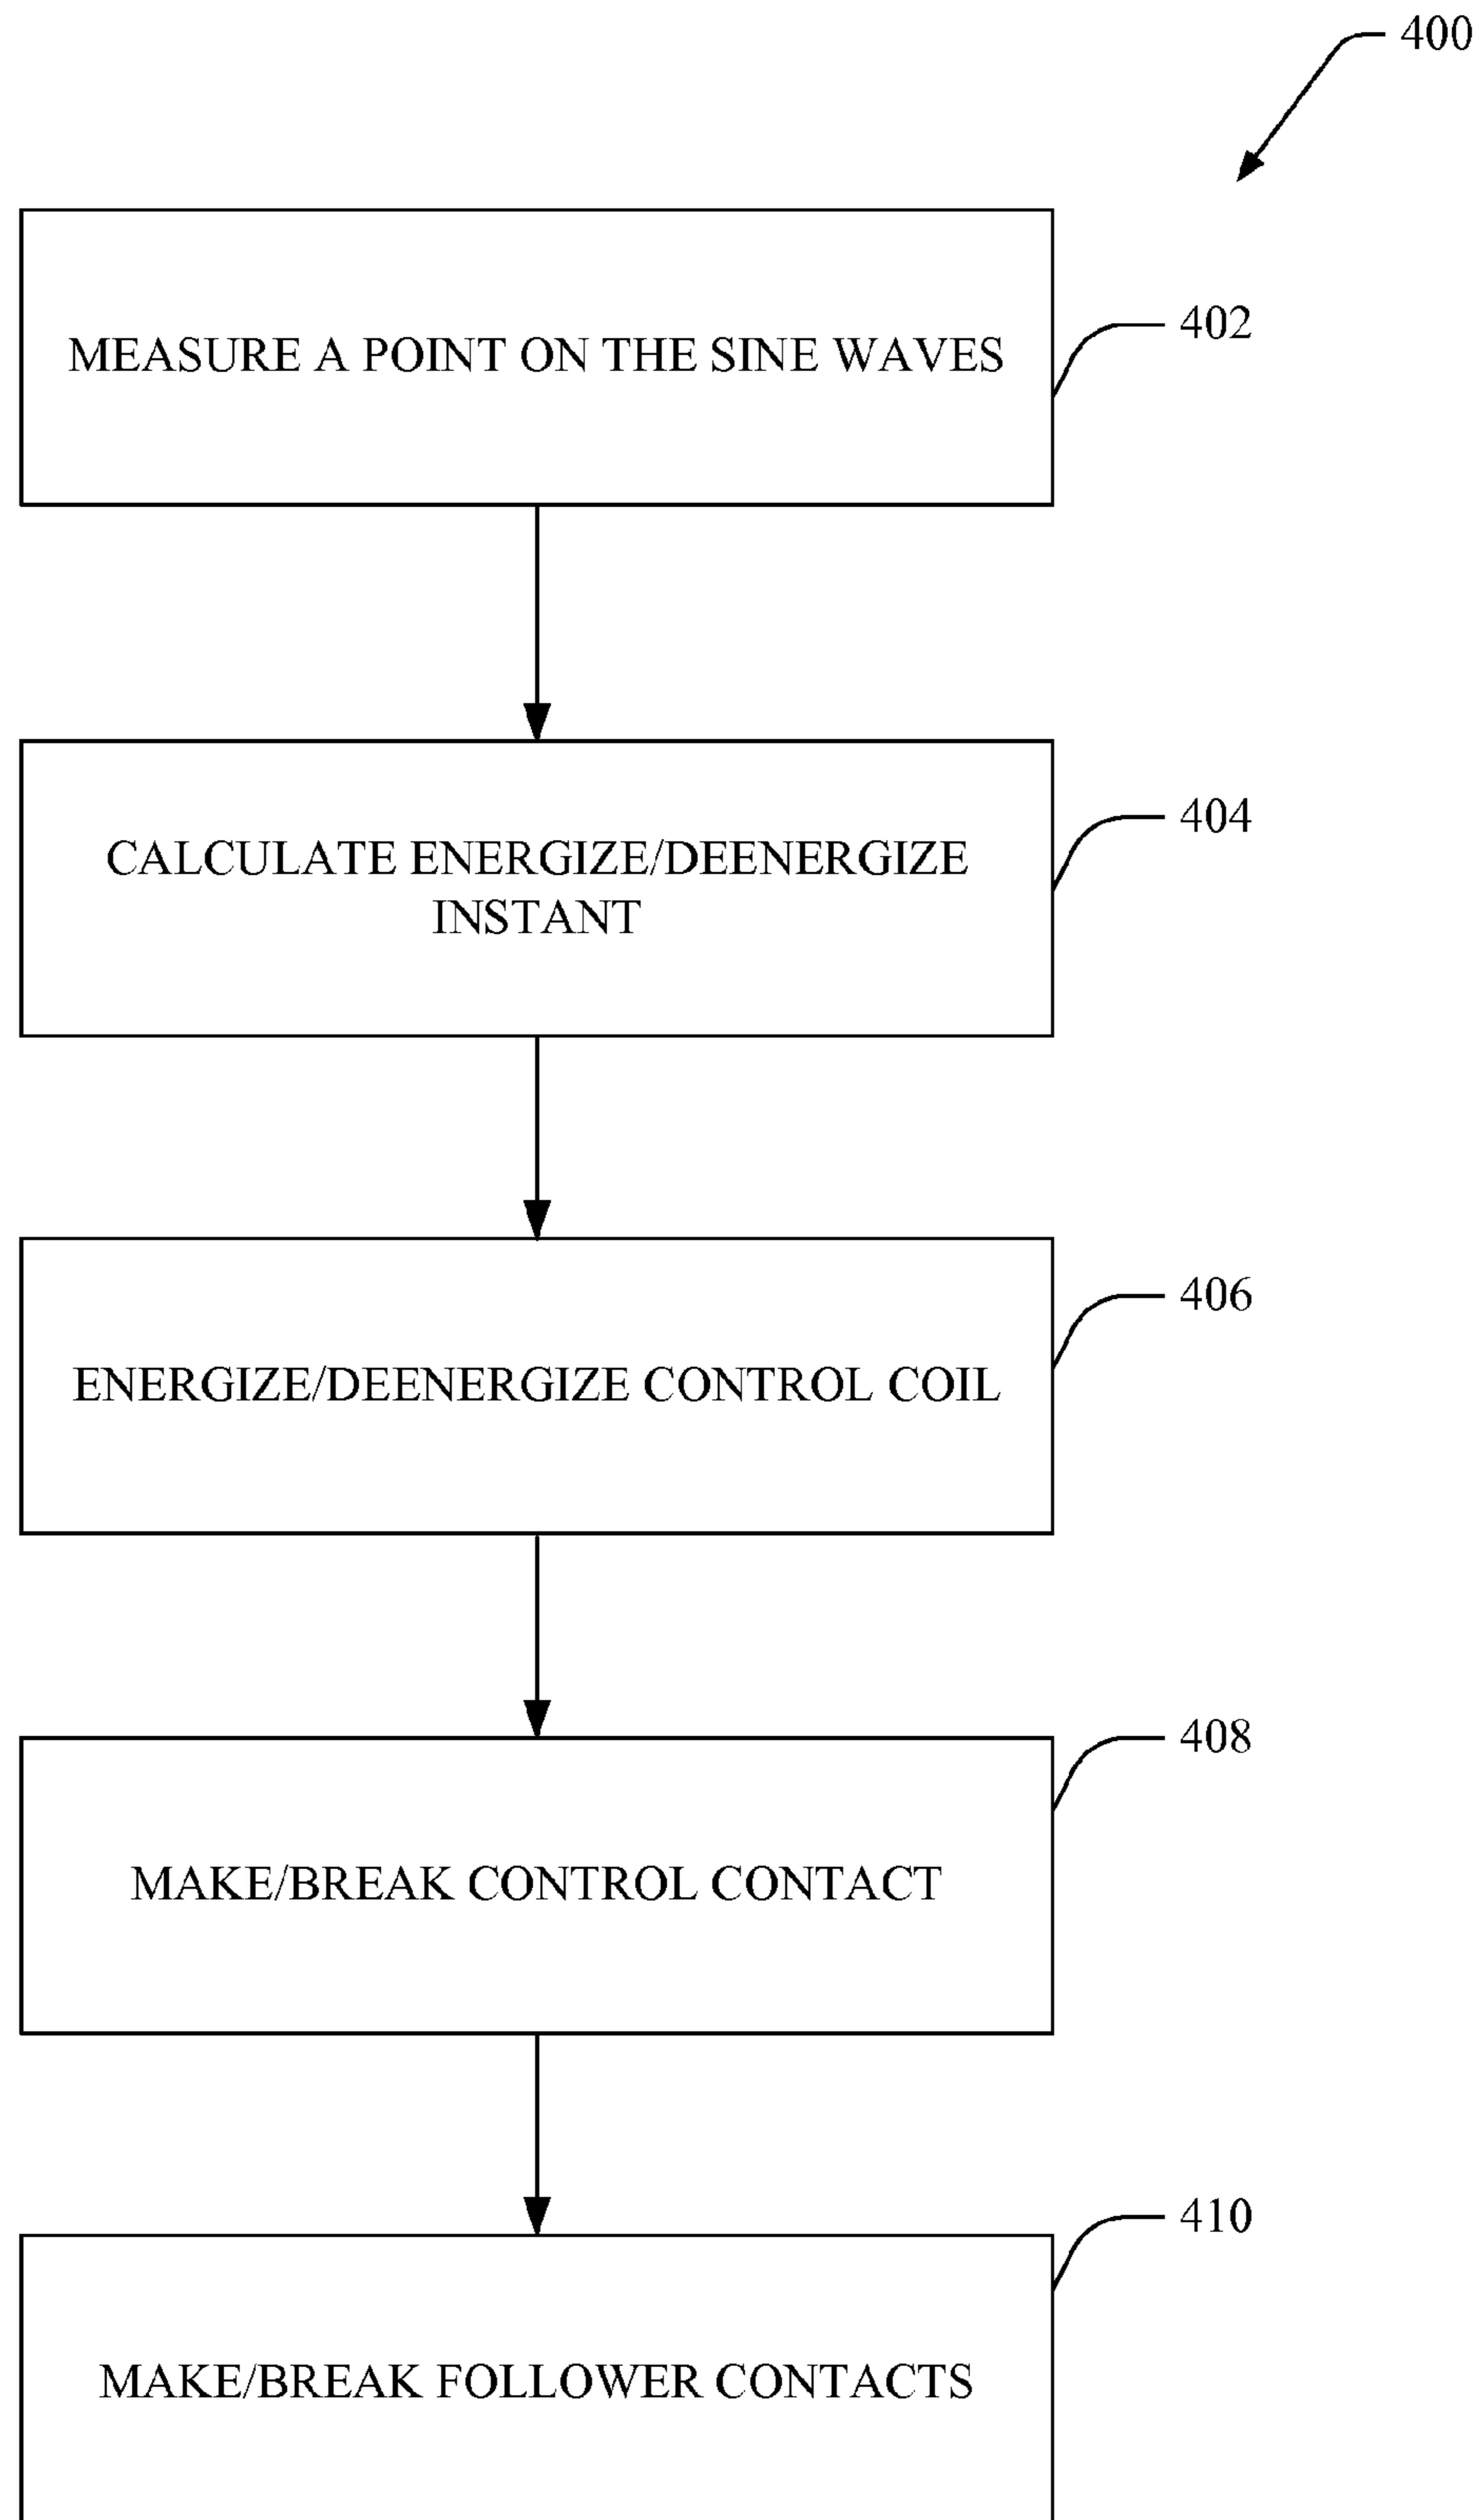 400
MEASURE A POINT ON THE SINE WAVES
402
CALCULATE ENERGIZE/DEENERGIZE
INSTANT
404
ENERGIZE/DEENERGIZE CONTROL COIL
406
MAKE/BREAK CONTROL CONTACT
408
MAKE/BREAK FOLLOWER CONTACTS
410